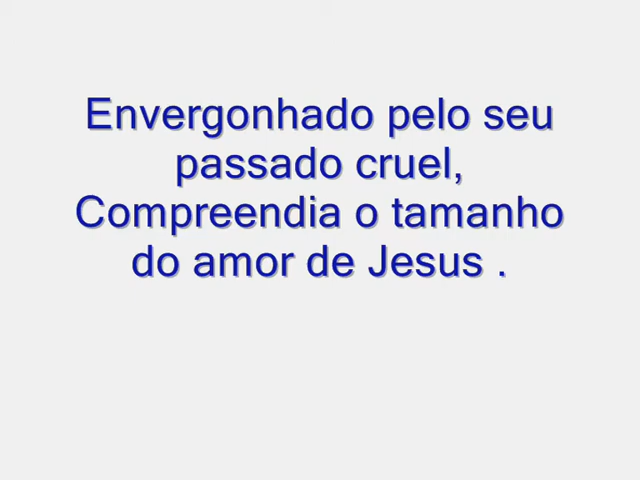 Envergonhado pelo seu
passado cruel,
Compreendia o tamanho
do amor de Jesus .